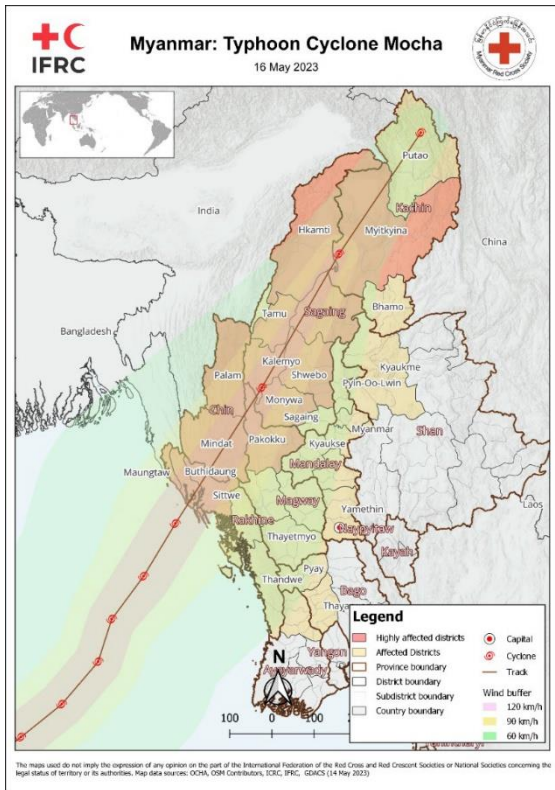 IFRC
Myanmar: Typhoon Cyclone Mocha
16 May 2023
Putao
Kachin
India
Hkamti
Myitkyina
China
Sagaing
Tamu
Bhamo
Bangladesh
Kalemyo
Kyaukme
Palam
Shwebo
Pyin-Oo-Lwin
Monywa
Chin
Sagaing
Myanmar
Shan
Mindat
Pakokku
Kyaukse
Mandalay
Maungtaw
Buthidaung
Magway
Laos
Sittwe
Yamethin
Rakhine
Naypyitaw
Thayetmyo
Kayah
Pyay
Thandwe
Bago
Thaya
Yangon
Ayeyarwady
N
100 0 100
Legend
Highly affected districts
Affected Districts
Province boundary
District boundary
Subdistrict boundary
Country boundary
Capital
Cyclone
Track
Wind buffer
120 km/h
90 km/h
60 km/h
The maps used do not imply the expression of any opinion on the part of the International Federation of the Red Cross and Red Crescent Societies or National Societies concerning the
legal status of territory or its authorities. Map data sources: OCHA, OSM Contributors, ICRC, IFRC, GDACS (14 May 2023)